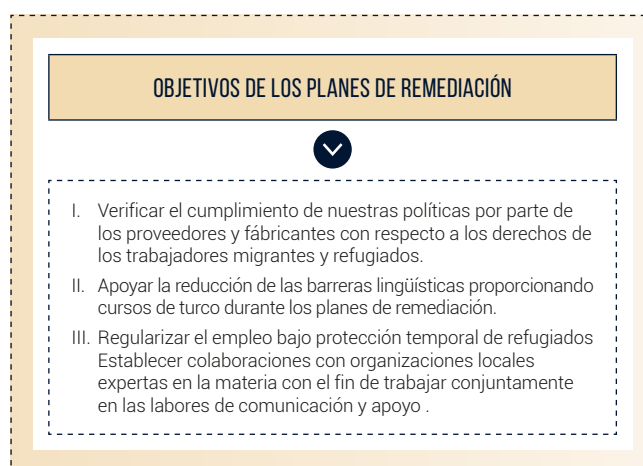 OBJETIVOS DE LOS PLANES DE REMEDIACIÓN
I. Verificar el cumplimiento de nuestras políticas por parte de
los proveedores y fábricantes con respecto a los derechos de
los trabajadores migrantes y refugiados.
II. Apoyar la reducción de las barreras lingüísticas proporcionando
cursos de turco durante los planes de remediación.
III. Regularizar el empleo bajo protección temporal de refugiados
Establecer colaboraciones con organizaciones locales
expertas en la materia con el fin de trabajar conjuntamente
en las labores de comunicación y apoyo .